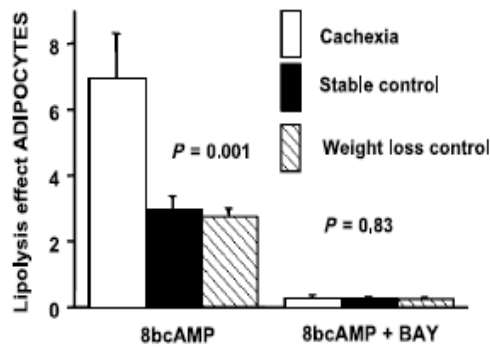 Lipolysis effect ADIPOCYTES
8
6
4
2
0
Cachexia
Stable control
Weight loss control
P = 0.001
P = 0.83
8bcAMP
8bcAMP + BAY